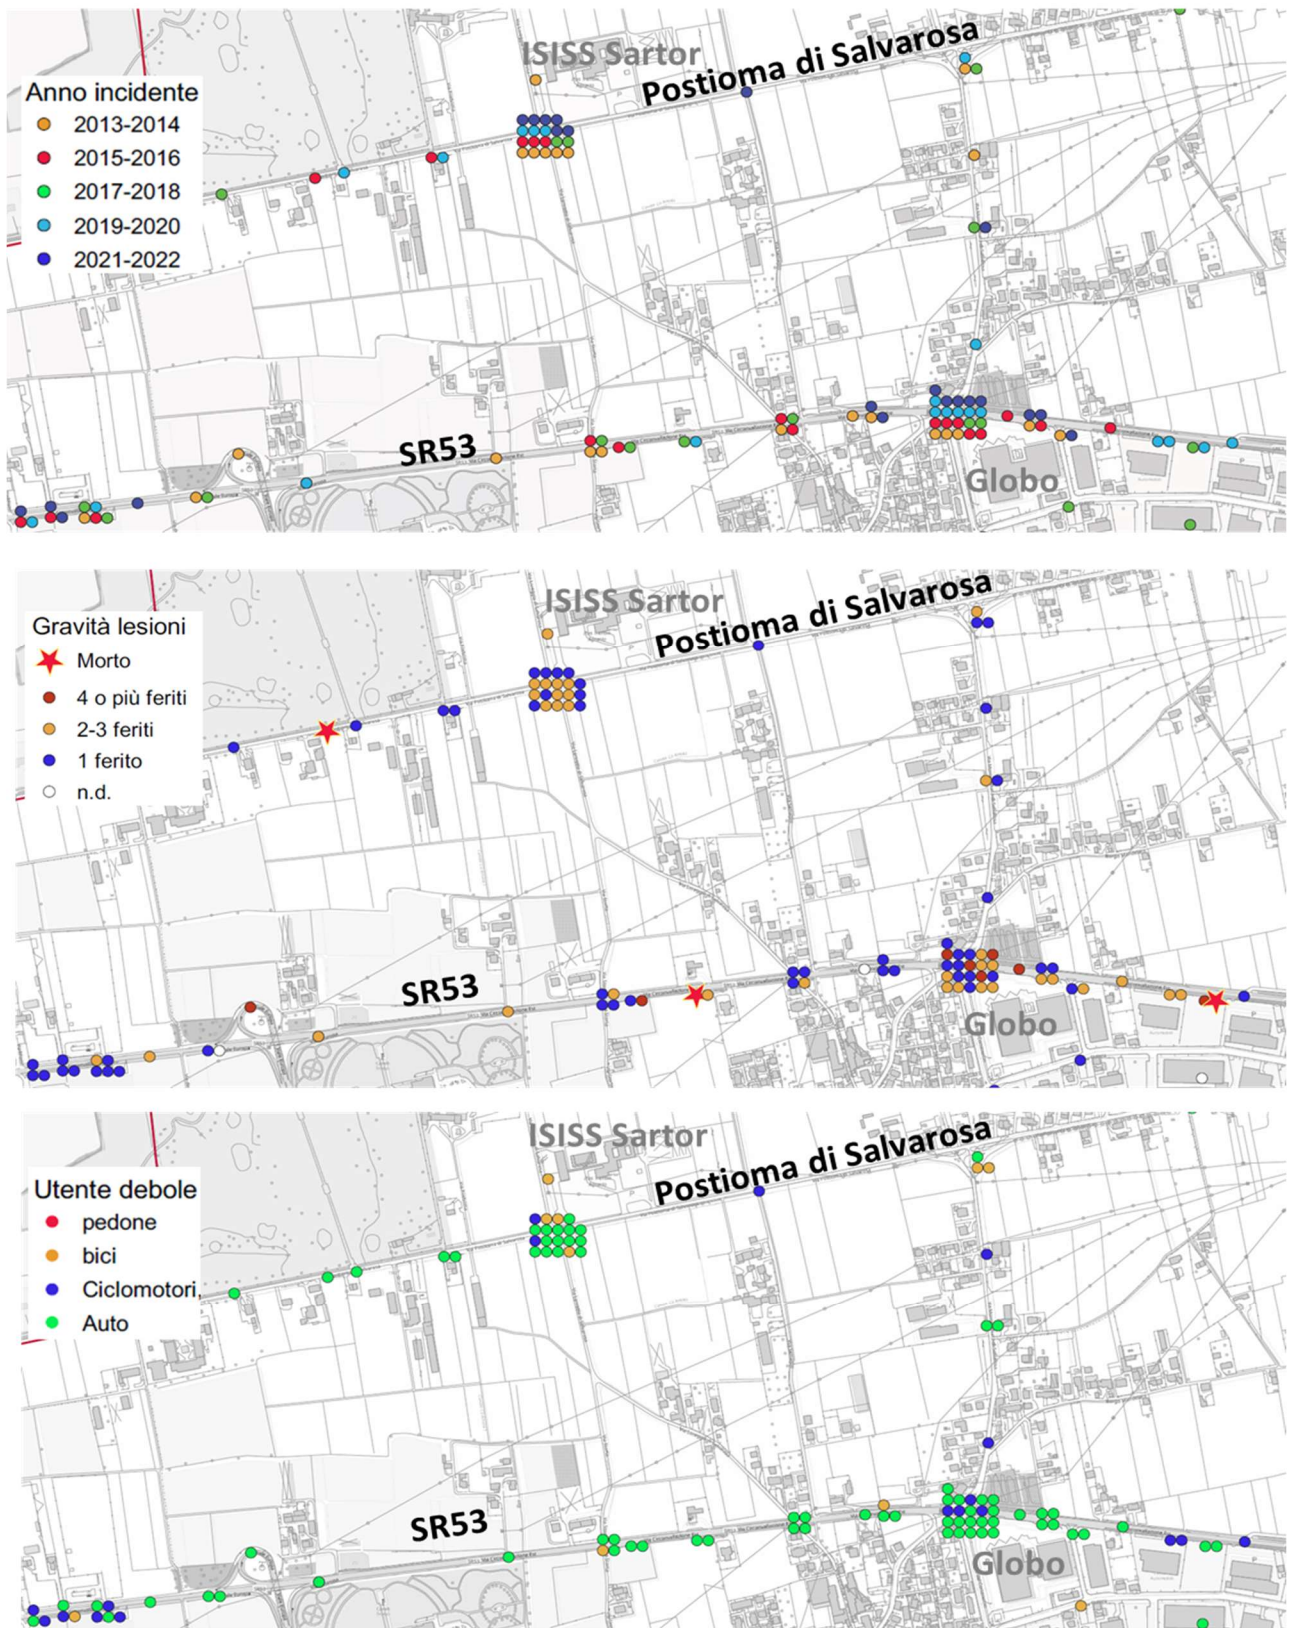 ISISS Sartor
Postioma di Salvarosa
Anno incidente
2013-2014
2015-2016
2017-2018
2019-2020
2021-2022
SR53
Globo
ISISS Sartor
Postioma di Salvarosa
Gravità lesioni
Morto
4 o più feriti
2-3 feriti
1 ferito
n.d.
SR53
Globo
ISISS Sartor
Postioma di Salvarosa
Utente debole
pedone
bici
Ciclomotori,
Auto
SR53
Globo